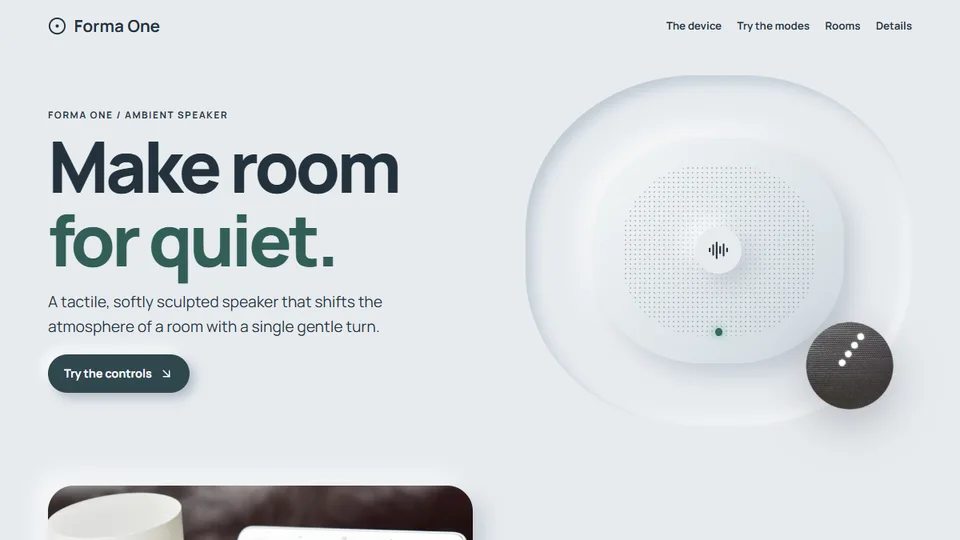 Forma One
The device
Try the modes
Rooms
Details
FORMA ONE / AMBIENT SPEAKER
Make room
for quiet.
A tactile, softly sculpted speaker that shifts the
atmosphere of a room with a single gentle turn.
Try the controls